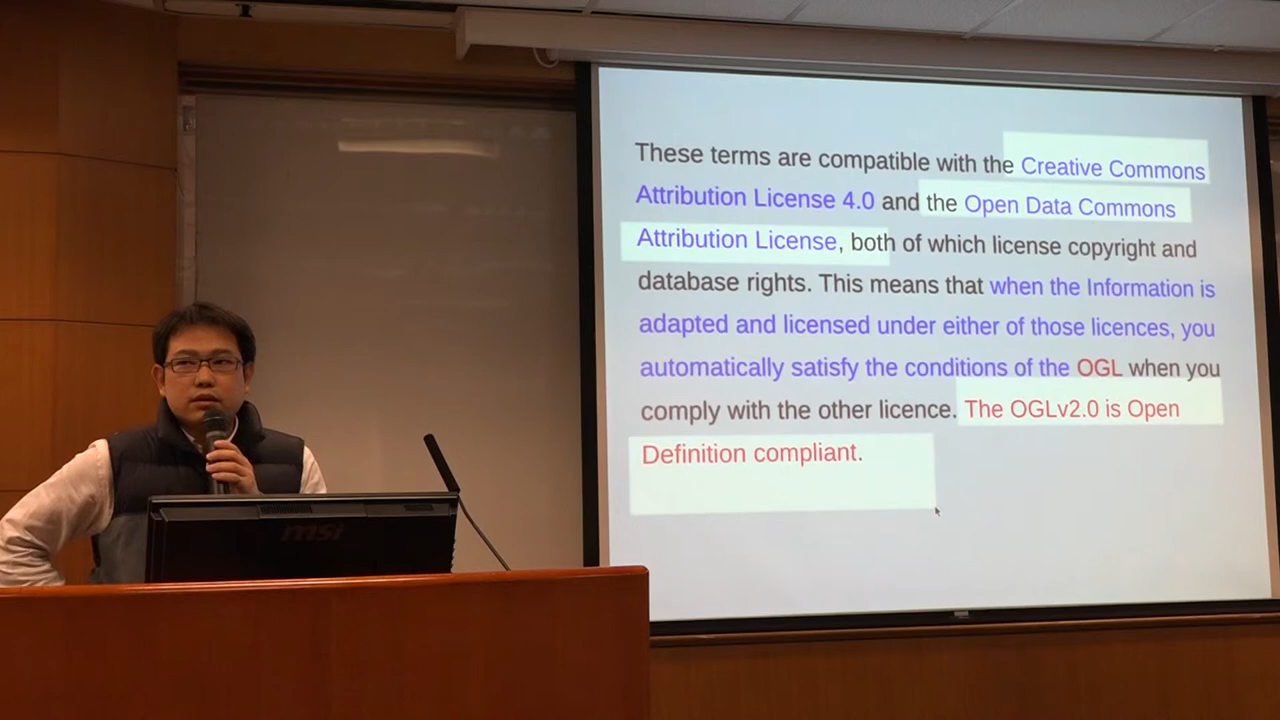 These terms are compatible with the Creative Commons
Attribution License 4.0 and the Open Data Commons
Attribution License, both of which license copyright and
database rights. This means that when the Information is
adapted and licensed under either of those licences, you
automatically satisfy the conditions of the OGL when you
comply with the other licence. The OGLv2.0 is Open
Definition compliant.
msi